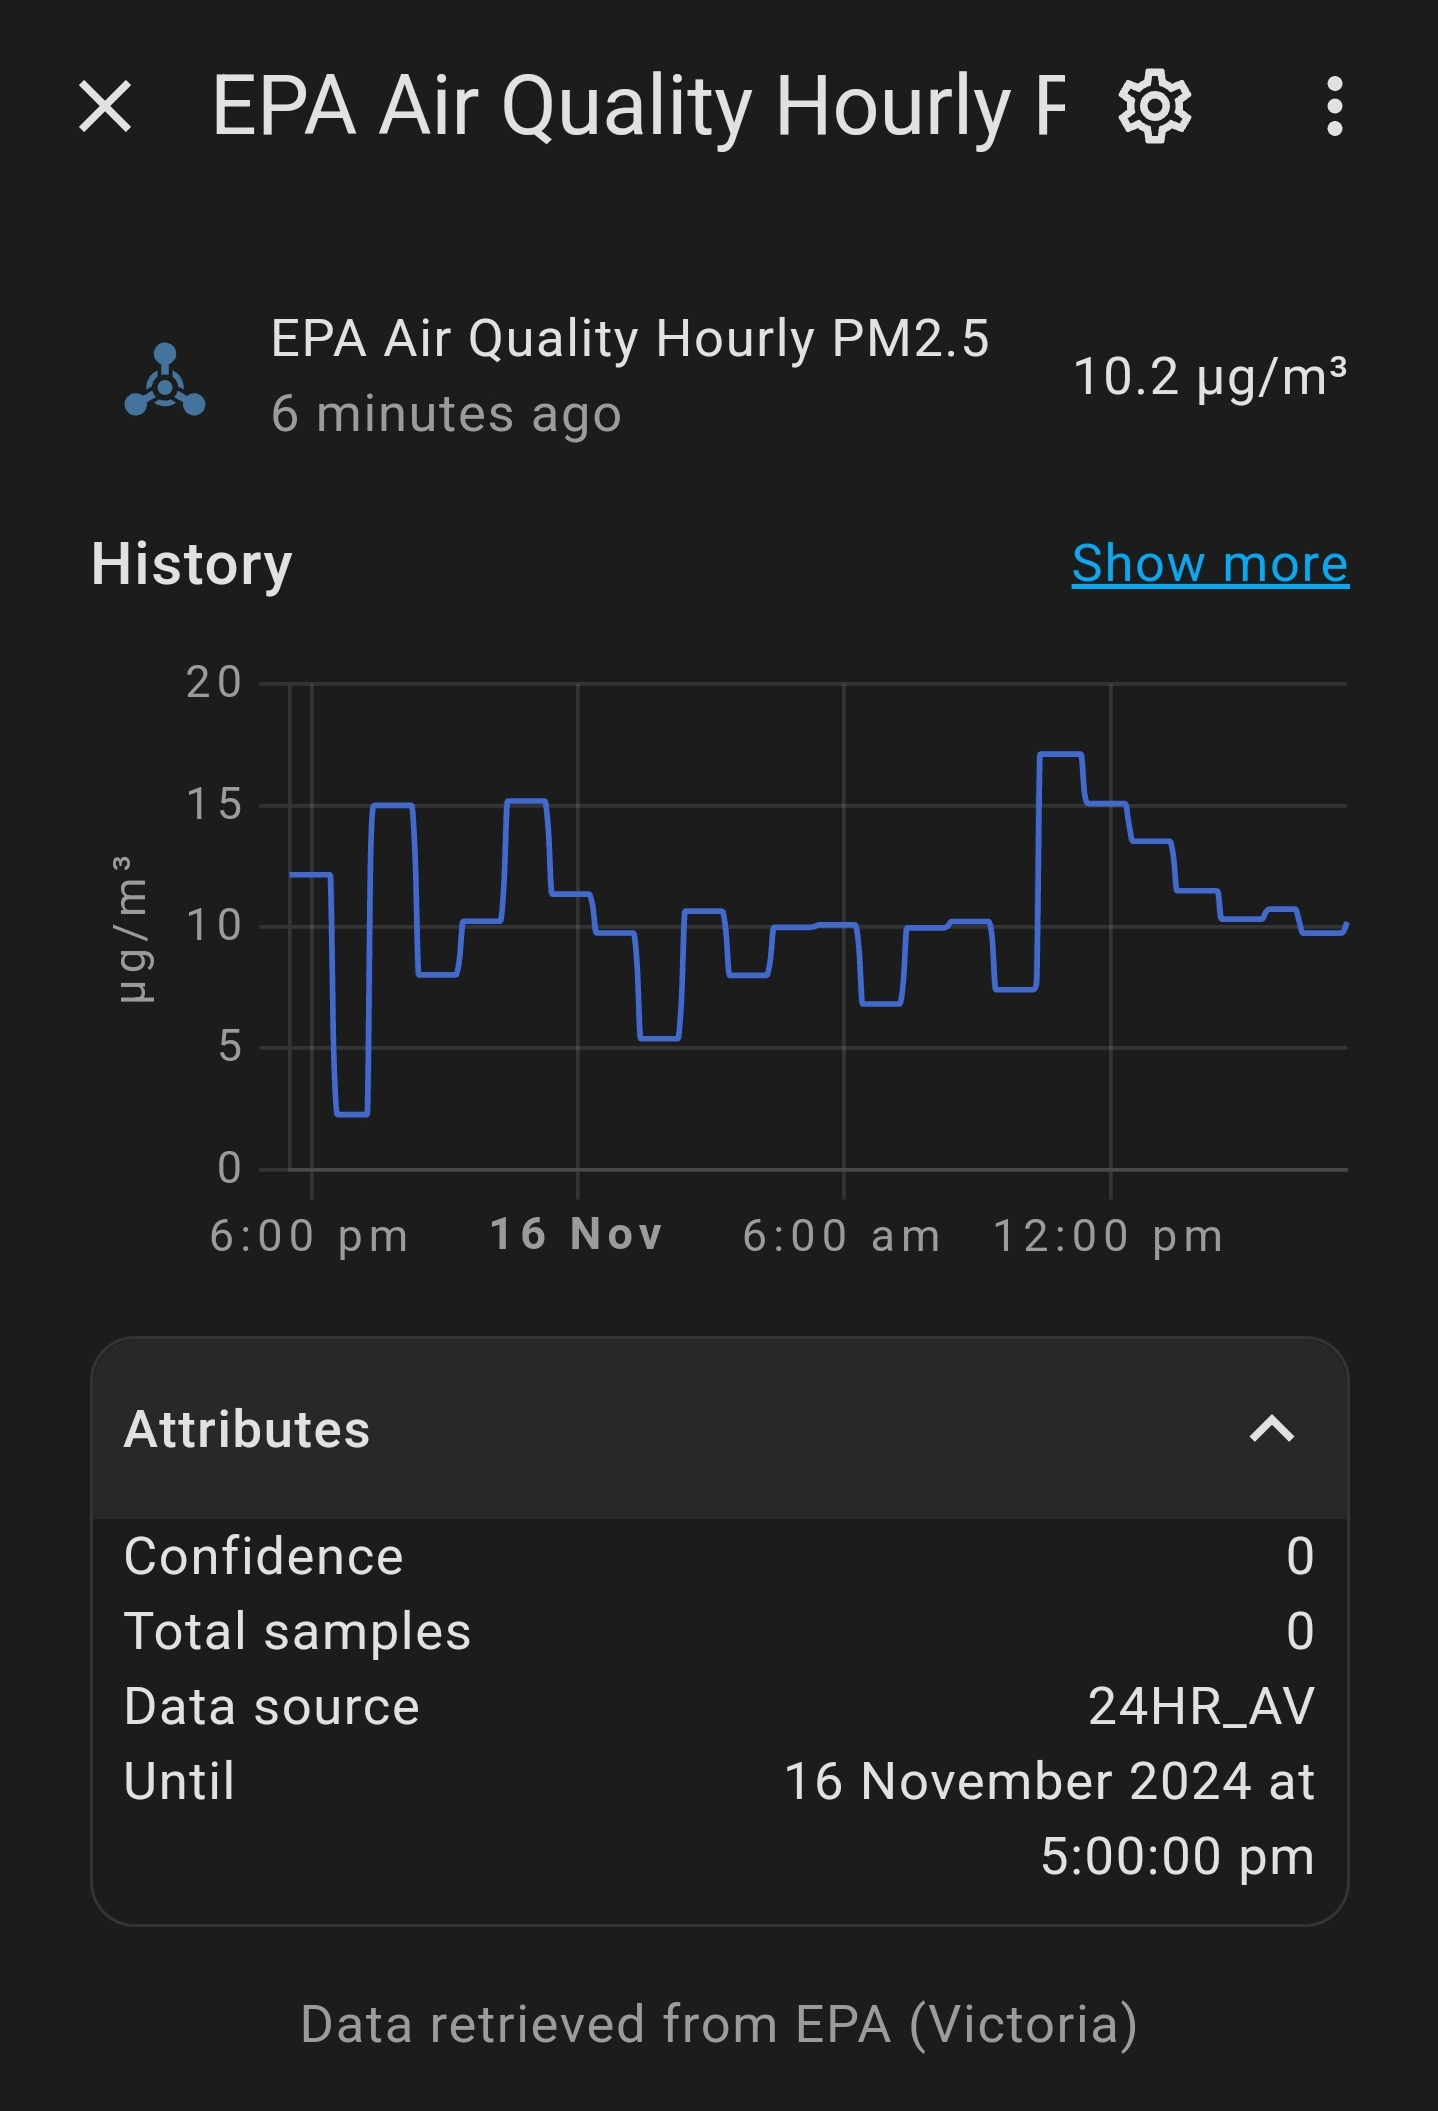 EPA Air Quality Hourly P
EPA Air Quality Hourly PM2.5
6 minutes ago
10.2 µg/m³
History
Show more
20
15
10
5
0
µg/m³
6:00 pm
16 Nov
6:00 am
12:00 pm
Attributes
Confidence 0
Total samples 0
Data source 24HR_AV
Until 16 November 2024 at
5:00:00 pm
Data retrieved from EPA (Victoria)